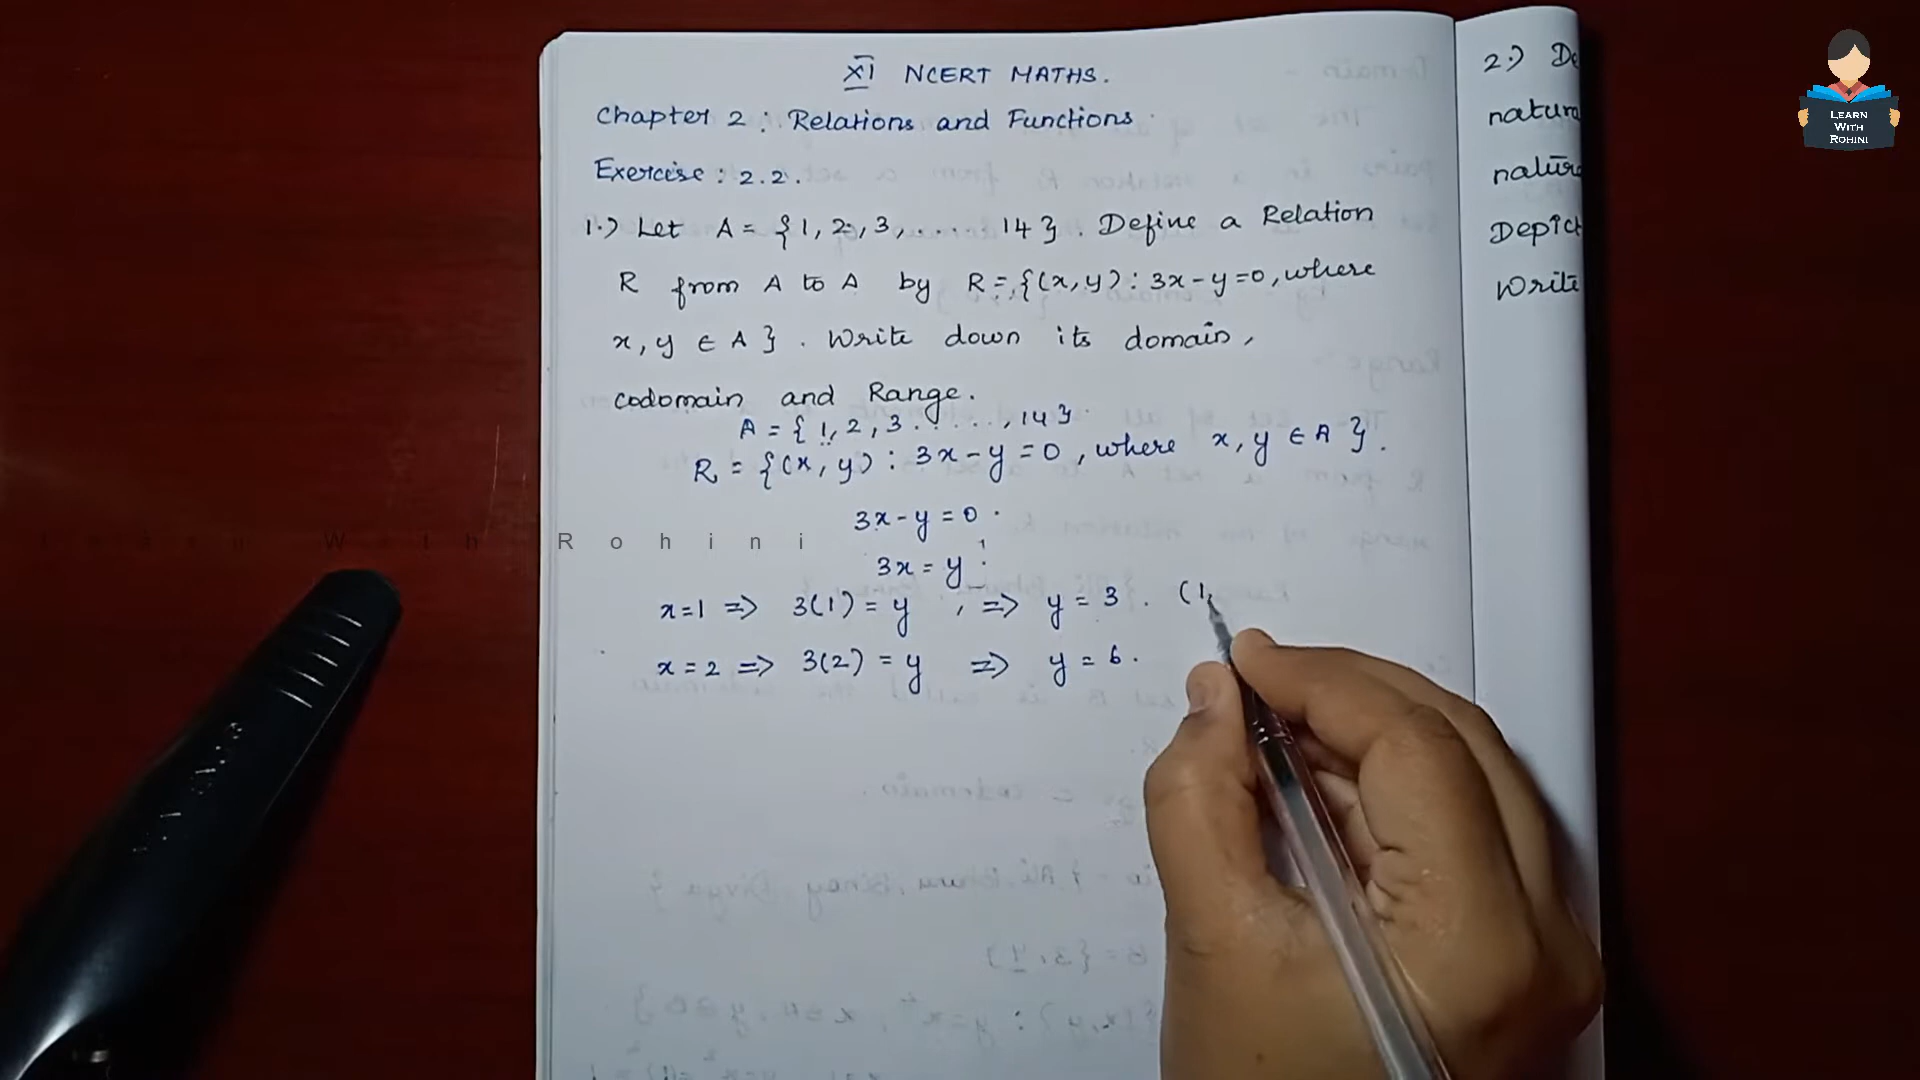 XI NCERT MATHS.
Chapter 2 : Relations and Functions
Exercise : 2.2.
1.) Let A = {1, 2, 3, ..... 14}. Define a Relation
R from A to A by R = {(x, y) : 3x - y = 0, where
x, y ∈ A}. Write down its domain,
codomain and Range.
A = {1, 2, 3 ....., 14}
R = {(x, y) : 3x - y = 0, where x, y ∈ A}.
3x - y = 0
3x = y
x = 1 => 3(1) = y , => y = 3. (1,
x = 2 => 3(2) = y => y = 6.
2.) De
natura
natura
Depict
Write
LEARN
WITH
ROHINI
Learn With Rohini